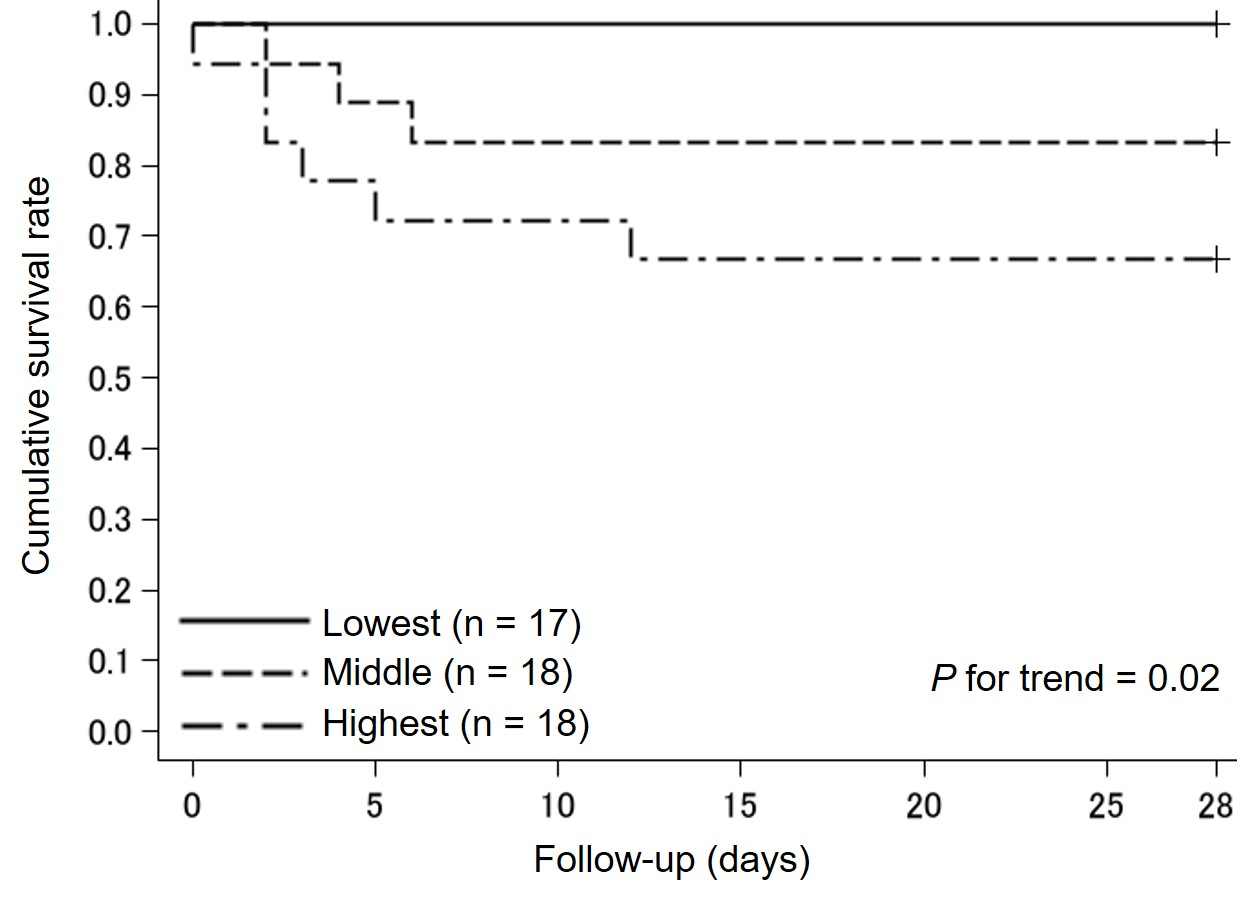 1.0
0.9
0.8
0.7
0.6
0.5
0.4
0.3
0.2
0.1
0.0
Cumulative survival rate
Lowest (n = 17)
Middle (n = 18)
Highest (n = 18)
P for trend = 0.02
0 5 10 15 20 25 28
Follow-up (days)